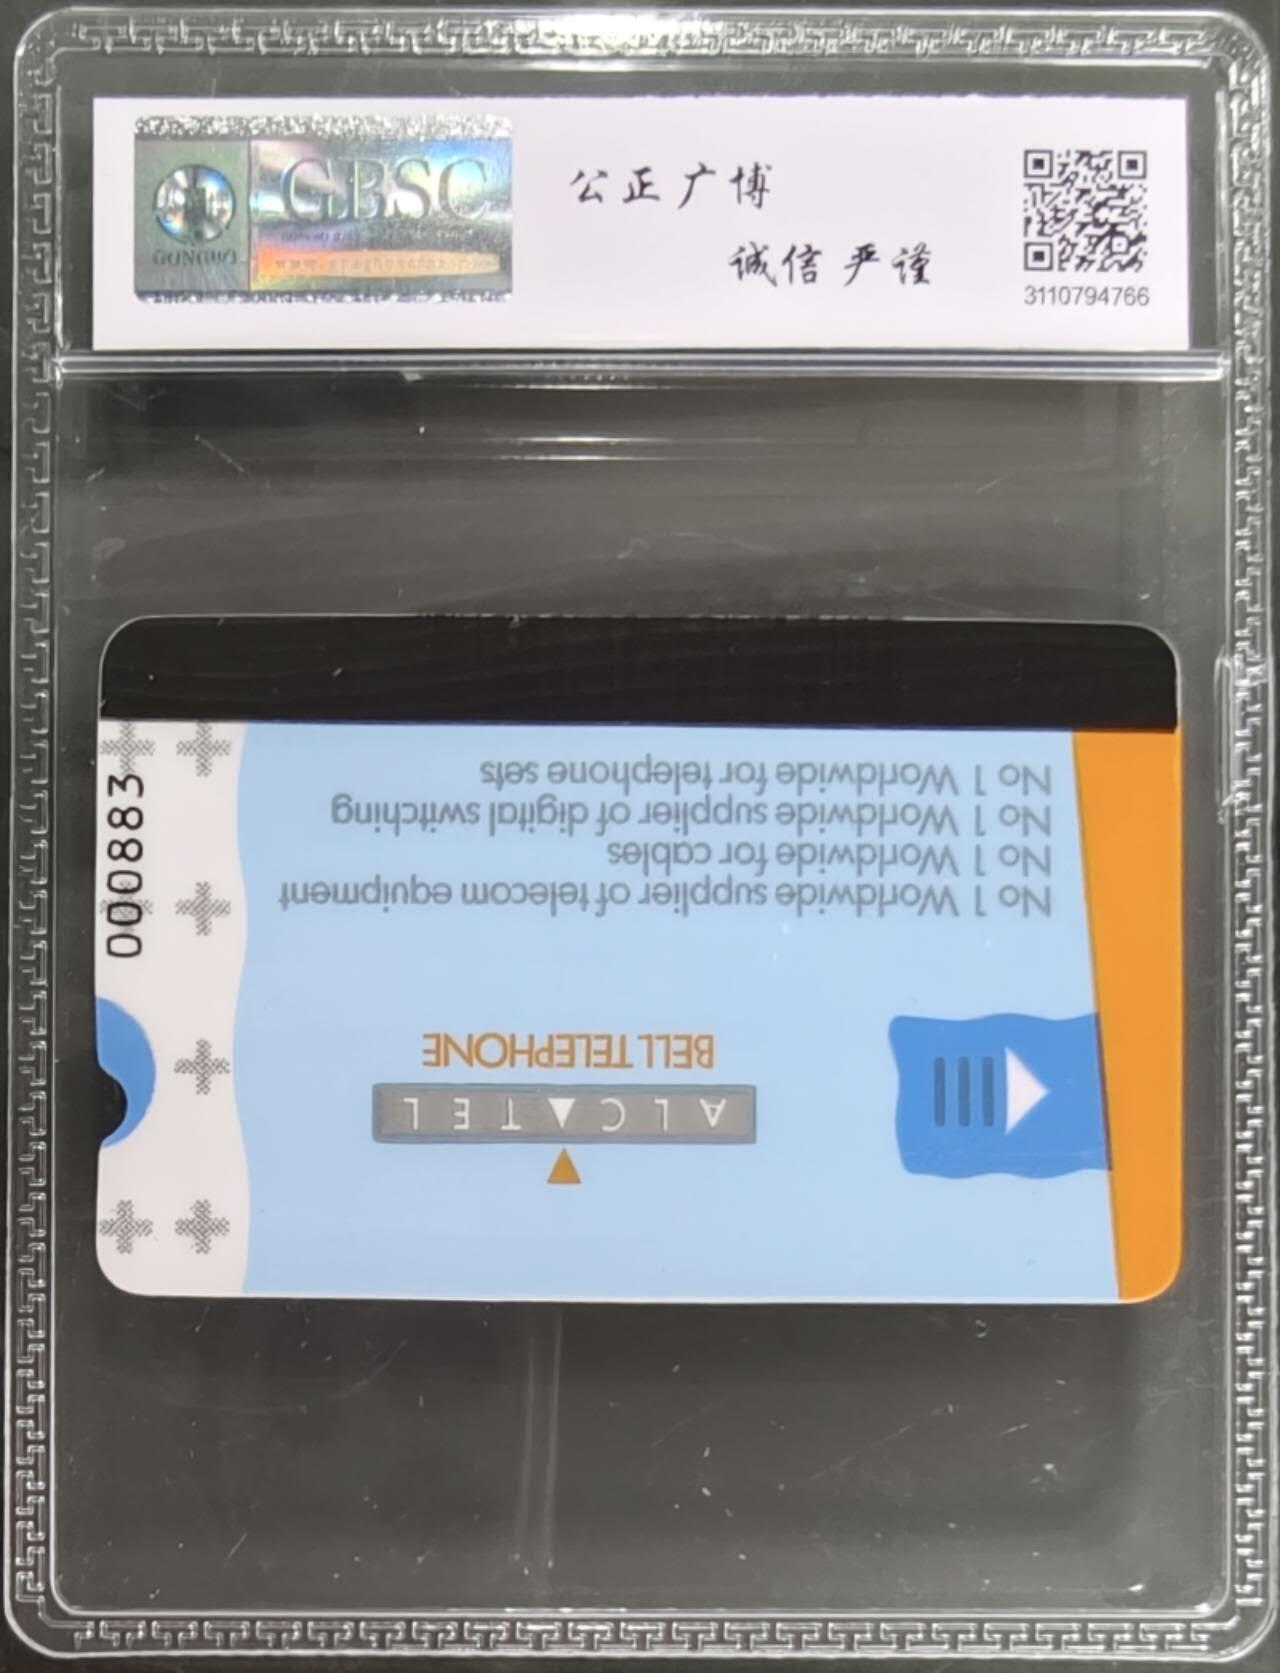 GBSC
GONGBO
公正广博
诚信严谨
3110794766
000883
No 1 Worldwide for telephone sets
No 1 Worldwide supplier of digital switching
No 1 Worldwide for cables
No 1 Worldwide supplier of telecom equipment
BELL TELEPHONE
ALCATEL